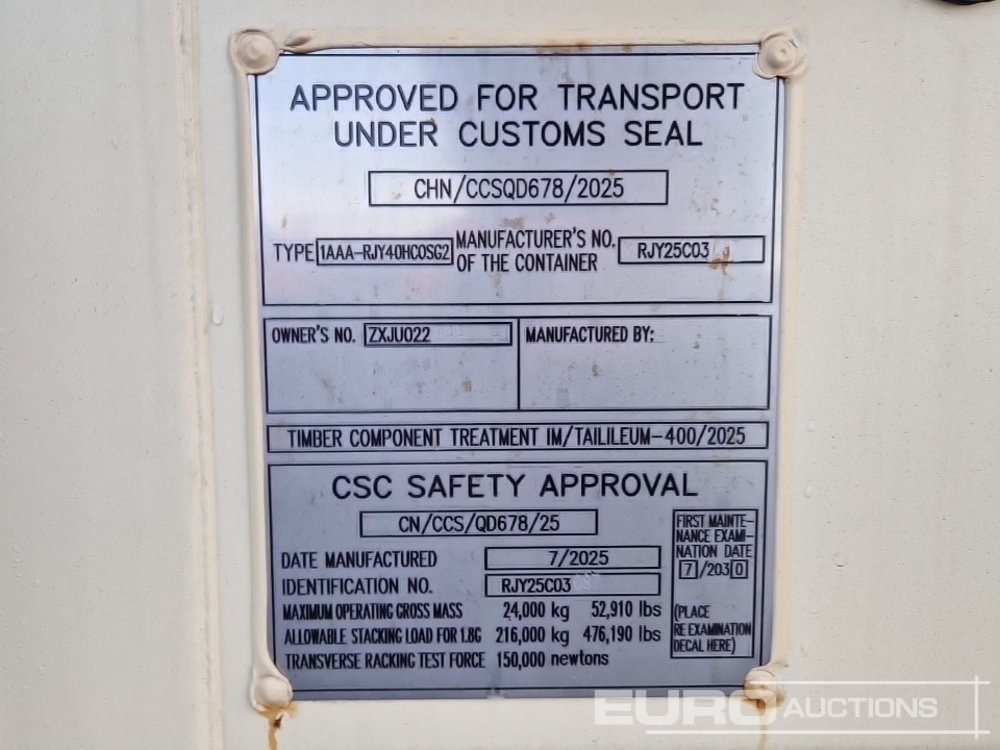 APPROVED FOR TRANSPORT
UNDER CUSTOMS SEAL
CHN/CCSQD678/2025
TYPE 1AAA-RJY40HCOSG2 MANUFACTURER'S NO. OF THE CONTAINER RJY25C03
OWNER'S NO. ZXJU022
MANUFACTURED BY:
TIMBER COMPONENT TREATMENT IM/TAILILEUM-400/2025
CSC SAFETY APPROVAL
CN/CCS/QD678/25
DATE MANUFACTURED 7/2025
IDENTIFICATION NO. RJY25C03
MAXIMUM OPERATING GROSS MASS 24,000 kg 52,910 lbs
ALLOWABLE STACKING LOAD FOR 1.8G 216,000 kg 476,190 lbs
TRANSVERSE RACKING TEST FORCE 150,000 newtons
FIRST MAINTE-
NANCE EXAMI-
NATION DATE
7/2030
(PLACE
RE EXAMINATION
DECAL HERE)
EURO AUCTIONS